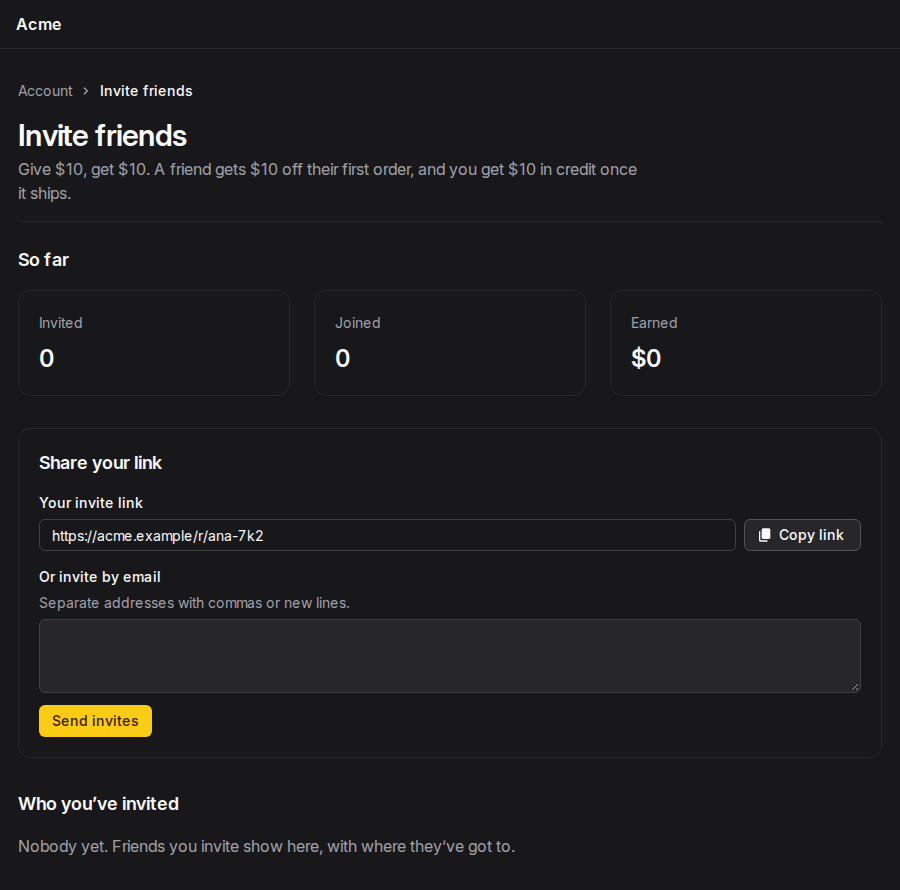 Acme
Account › Invite friends
Invite friends
Give $10, get $10. A friend gets $10 off their first order, and you get $10 in credit once
it ships.
So far
Invited
0
Joined
0
Earned
$0
Share your link
Your invite link
https://acme.example/r/ana-7k2
Copy link
Or invite by email
Separate addresses with commas or new lines.
Send invites
Who you’ve invited
Nobody yet. Friends you invite show here, with where they’ve got to.